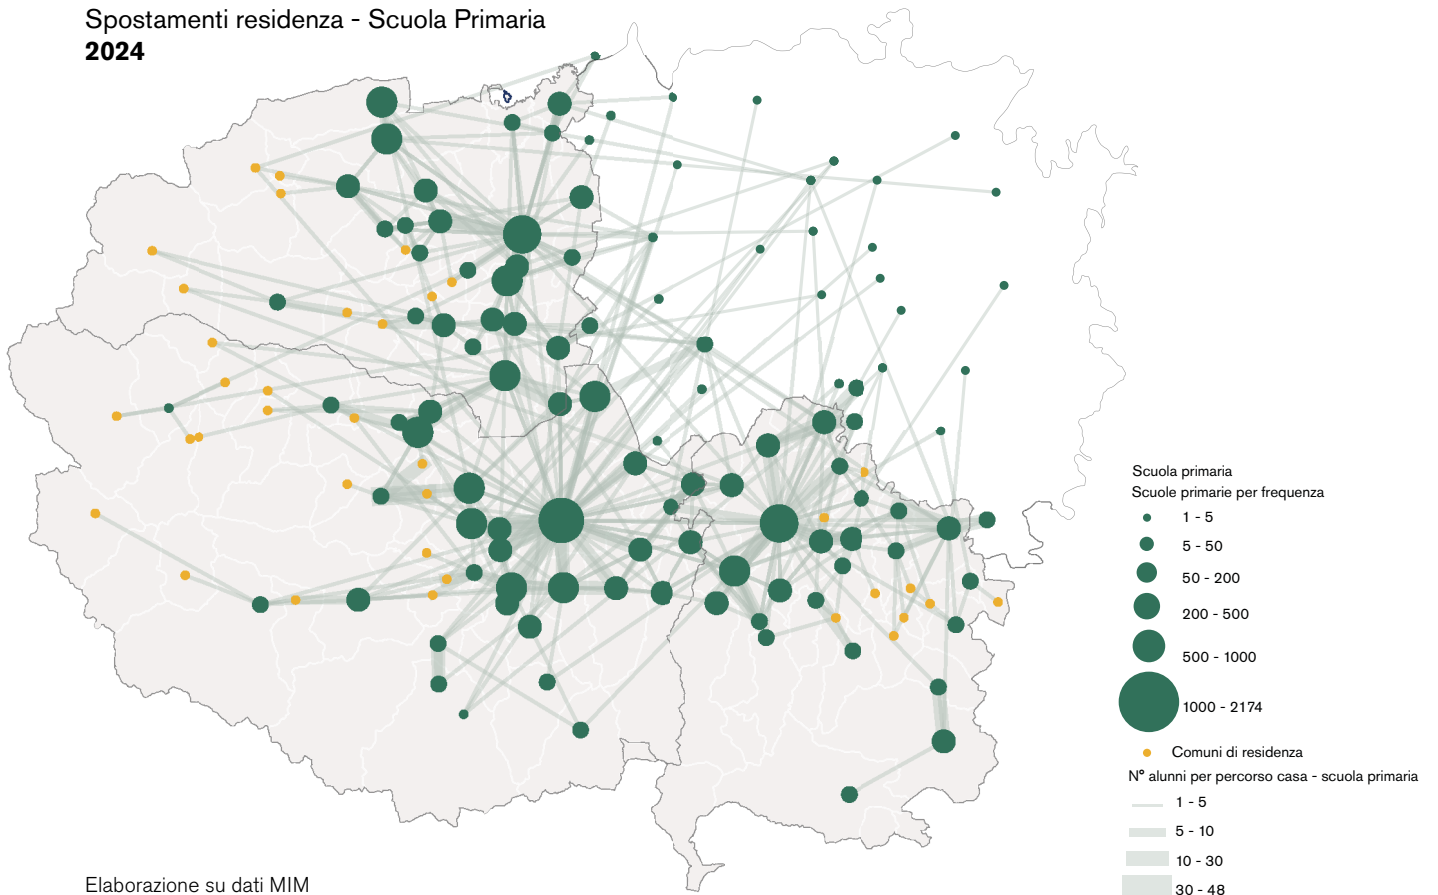 Spostamenti residenza - Scuola Primaria
2024
Scuola primaria
Scuole primarie per frequenza
1 - 5
5 - 50
50 - 200
200 - 500
500 - 1000
1000 - 2174
Comuni di residenza
N° alunni per percorso casa - scuola primaria
1 - 5
5 - 10
10 - 30
30 - 48
Elaborazione su dati MIM